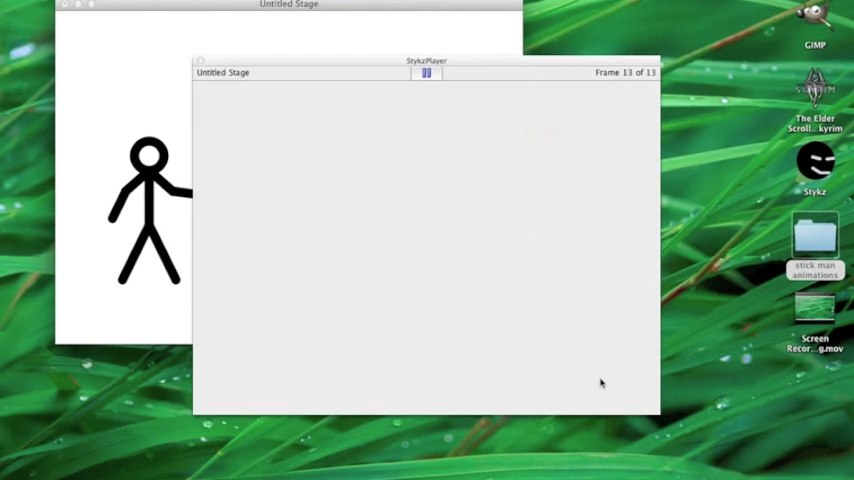 Untitled Stage
StykzPlayer
Untitled Stage
Frame 13 of 13
GIMP
The Elder
Scroll...kyrim
Stykz
stick man
animations
Screen
Recor...g.mov